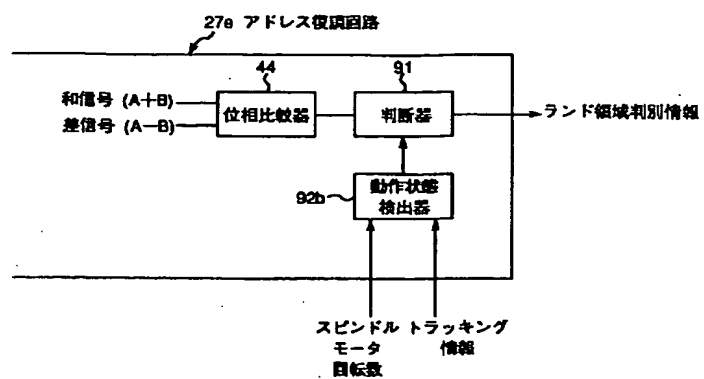 27e アドレス復調回路
44
91
和信号 (A+B)
差信号 (A−B)
位相比較器
判断器
ランド領域判別情報
92b
動作状態
検出器
スピンドル
モータ
回転数
トラッキング
情報